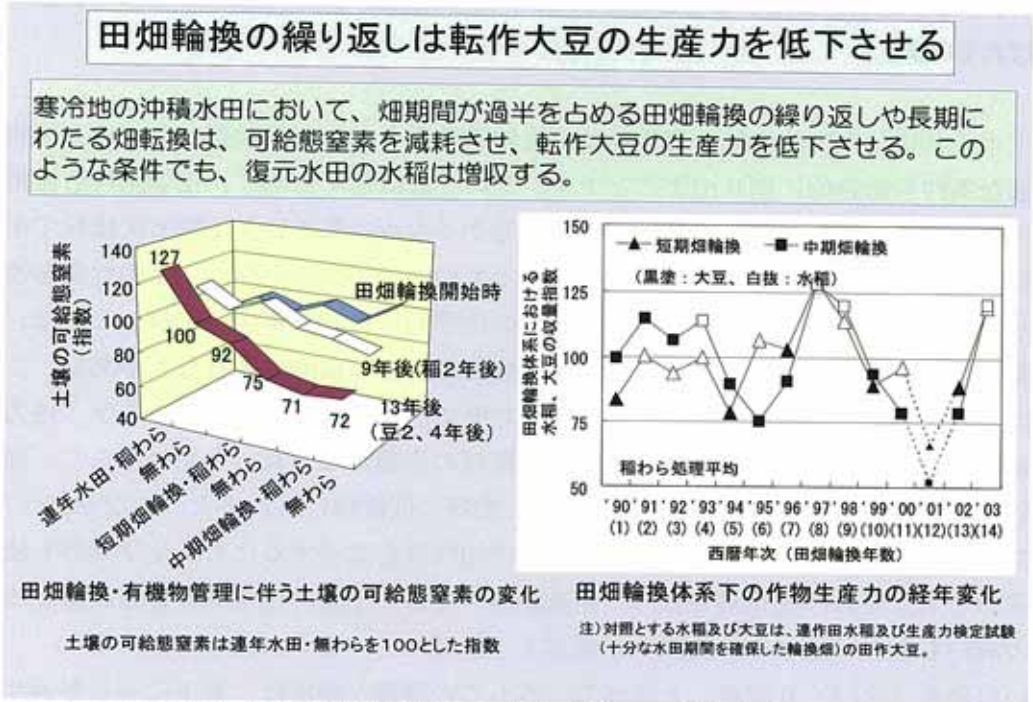 田畑輪換の繰り返しは転作大豆の生産力を低下させる
寒冷地の沖積水田において、畑期間が過半を占める田畑輪換の繰り返しや長期に
わたる畑転換は、可給態窒素を減耗させ、転作大豆の生産力を低下させる。この
ような条件でも、復元水田の水稲は増収する。
土壌の可給態窒素
(指数)
140
120
100
80
60
40
127
100
92
75
71
72
田畑輪換開始時
9年後(稲2年後)
13年後
(豆2、4年後)
連年水田・稲わら
無わら
短期畑輪換・稲わら
無わら
中期畑輪換・稲わら
無わら
田畑輪換・有機物管理に伴う土壌の可給態窒素の変化
土壌の可給態窒素は連年水田・無わらを100とした指数
田畑輪換体系における
水稲、大豆の収量指数
150
125
100
75
50
短期畑輪換 中期畑輪換
(黒塗:大豆、白抜:水稲)
稲わら処理平均
'90 '91 '92 '93 '94 '95 '96 '97 '98 '99 '00 '01 '02 '03
(1) (2) (3) (4) (5) (6) (7) (8) (9) (10) (11) (12) (13) (14)
西暦年次(田畑輪換年数)
田畑輪換体系下の作物生産力の経年変化
注)対照とする水稲及び大豆は、連作田水稲及び生産力検定試験
(十分な水田期間を確保した輪換畑)の田作大豆。